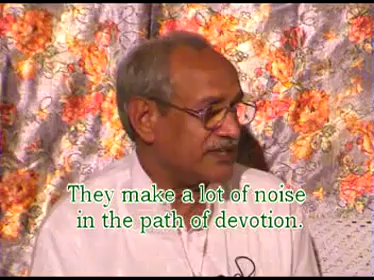 They make a lot of noise
in the path of devotion.